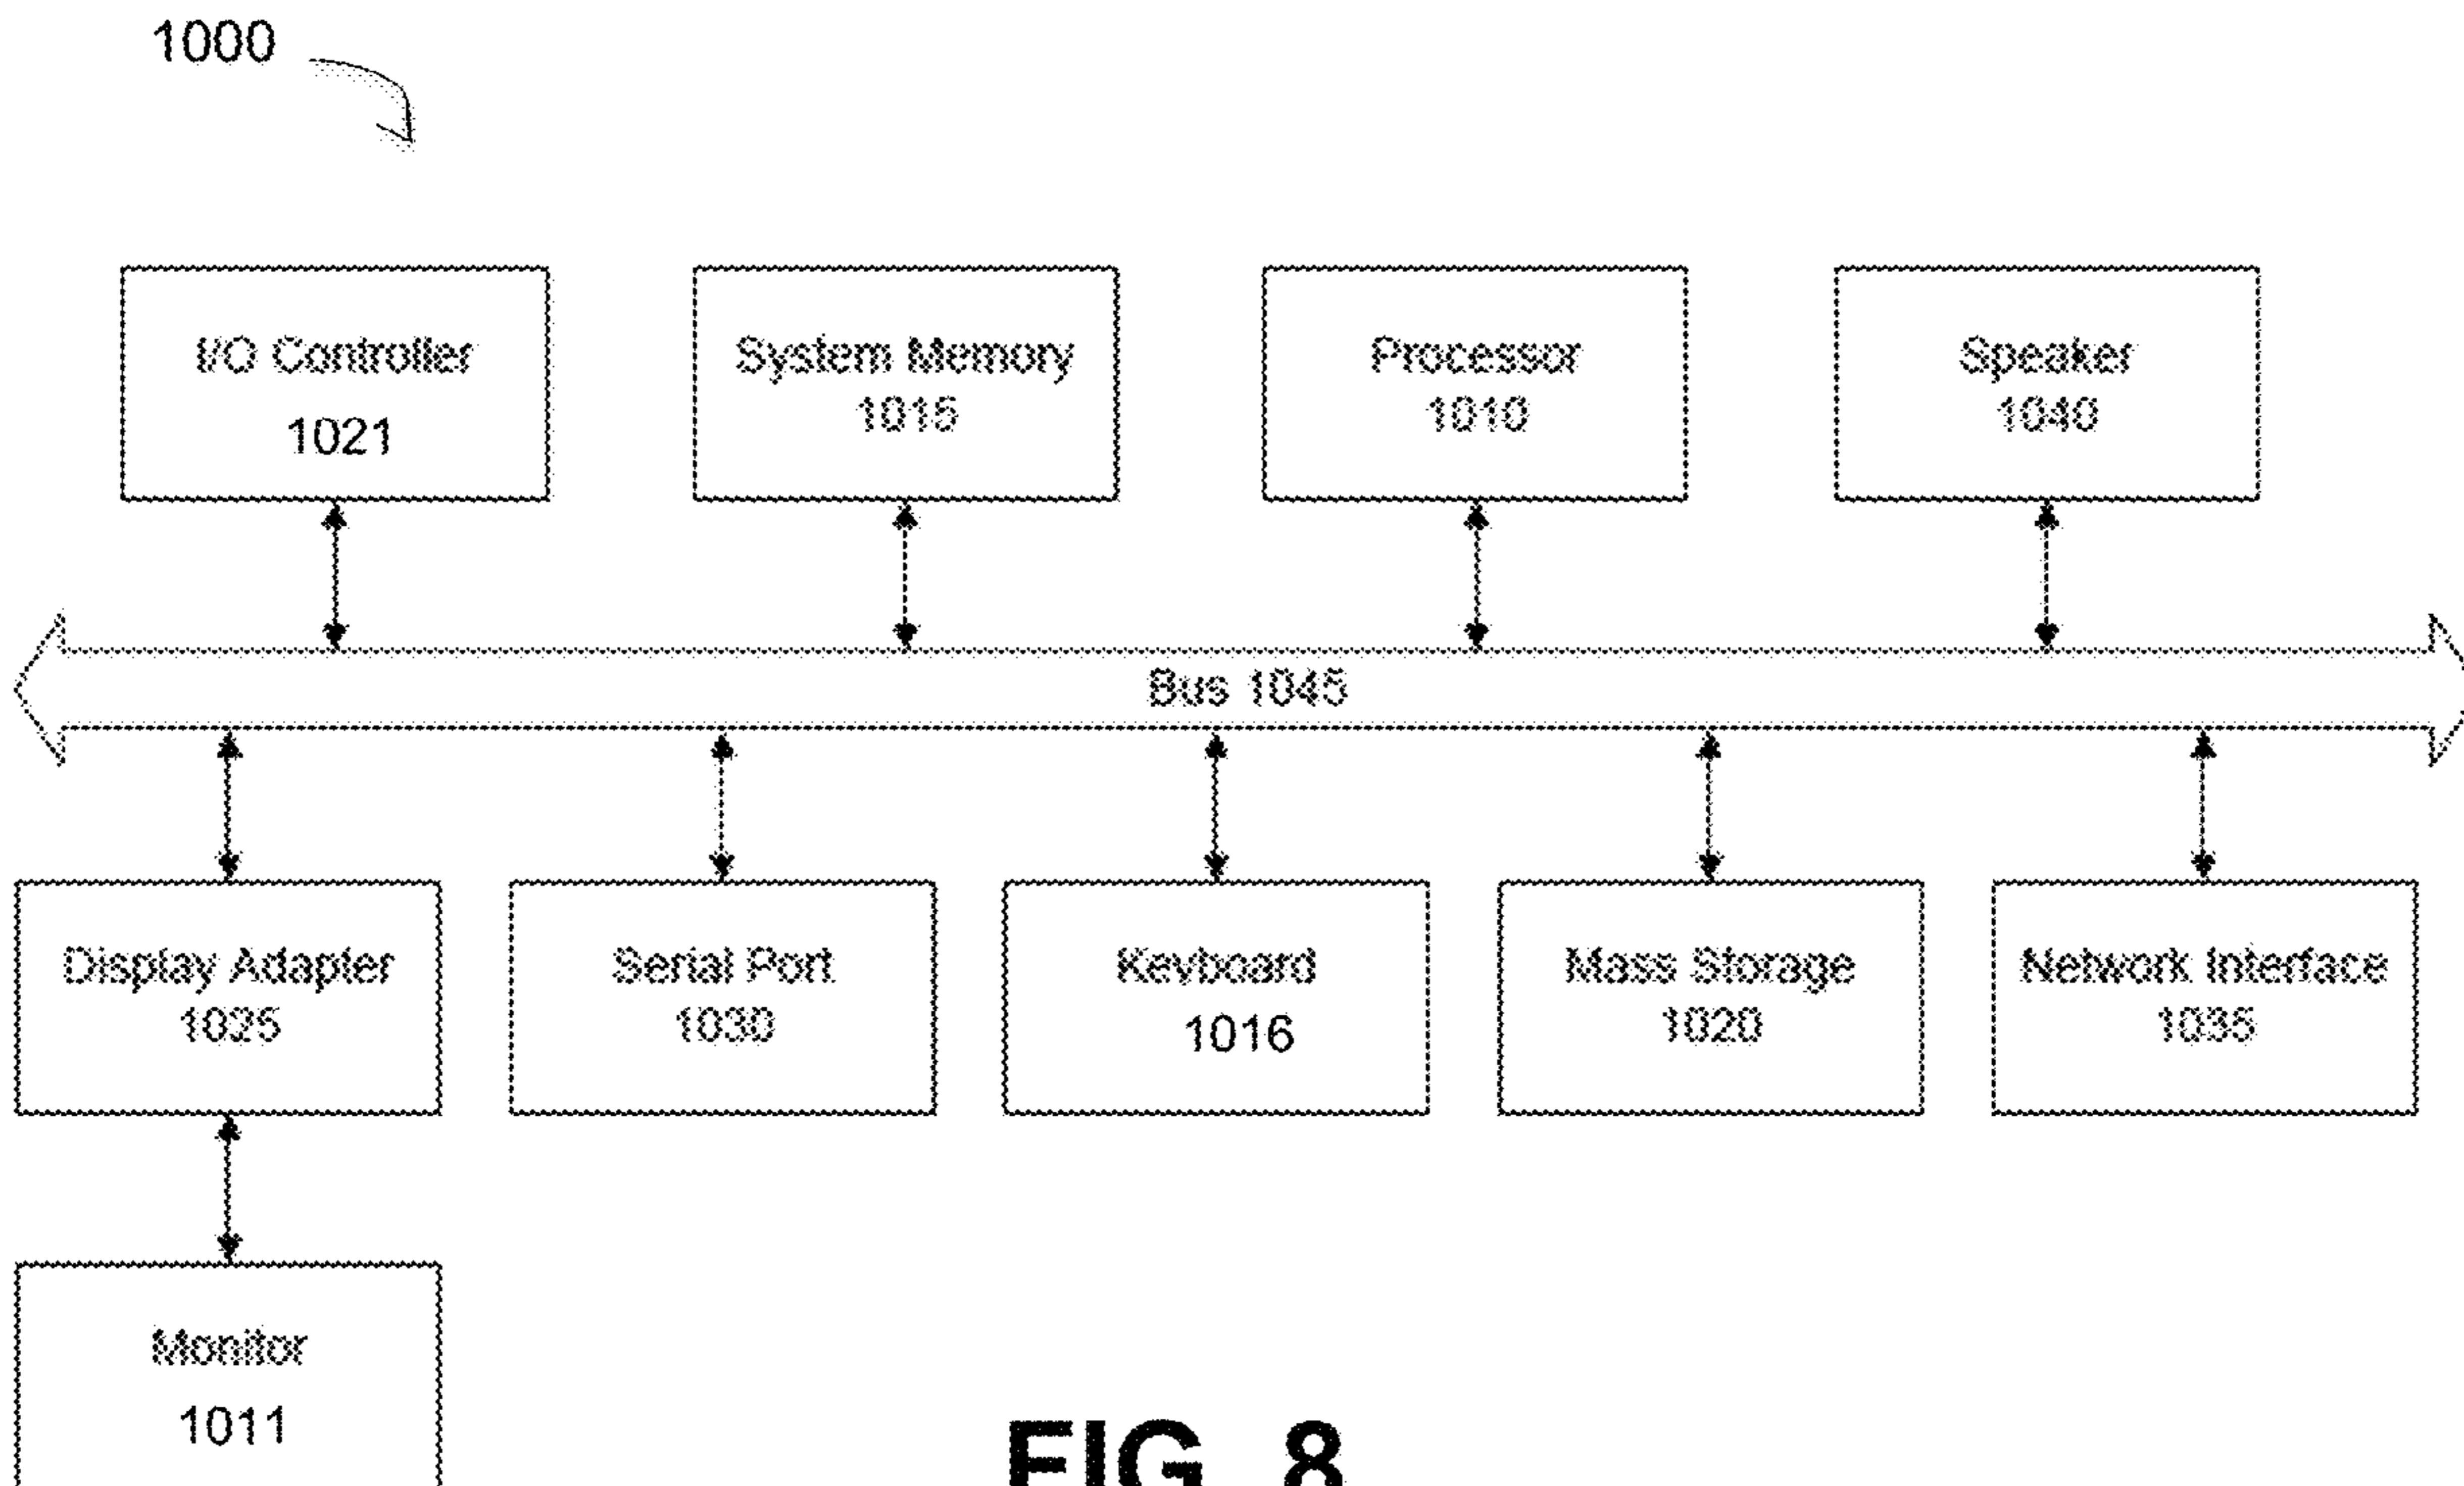 1000
I/O Controller
1021
System Memory
1015
Processor
1010
Speaker
1040
Bus 1045
Display Adapter
1025
Serial Port
1030
Keyboard
1016
Mass Storage
1020
Network Interface
1035
Monitor
1011
FIG. 8